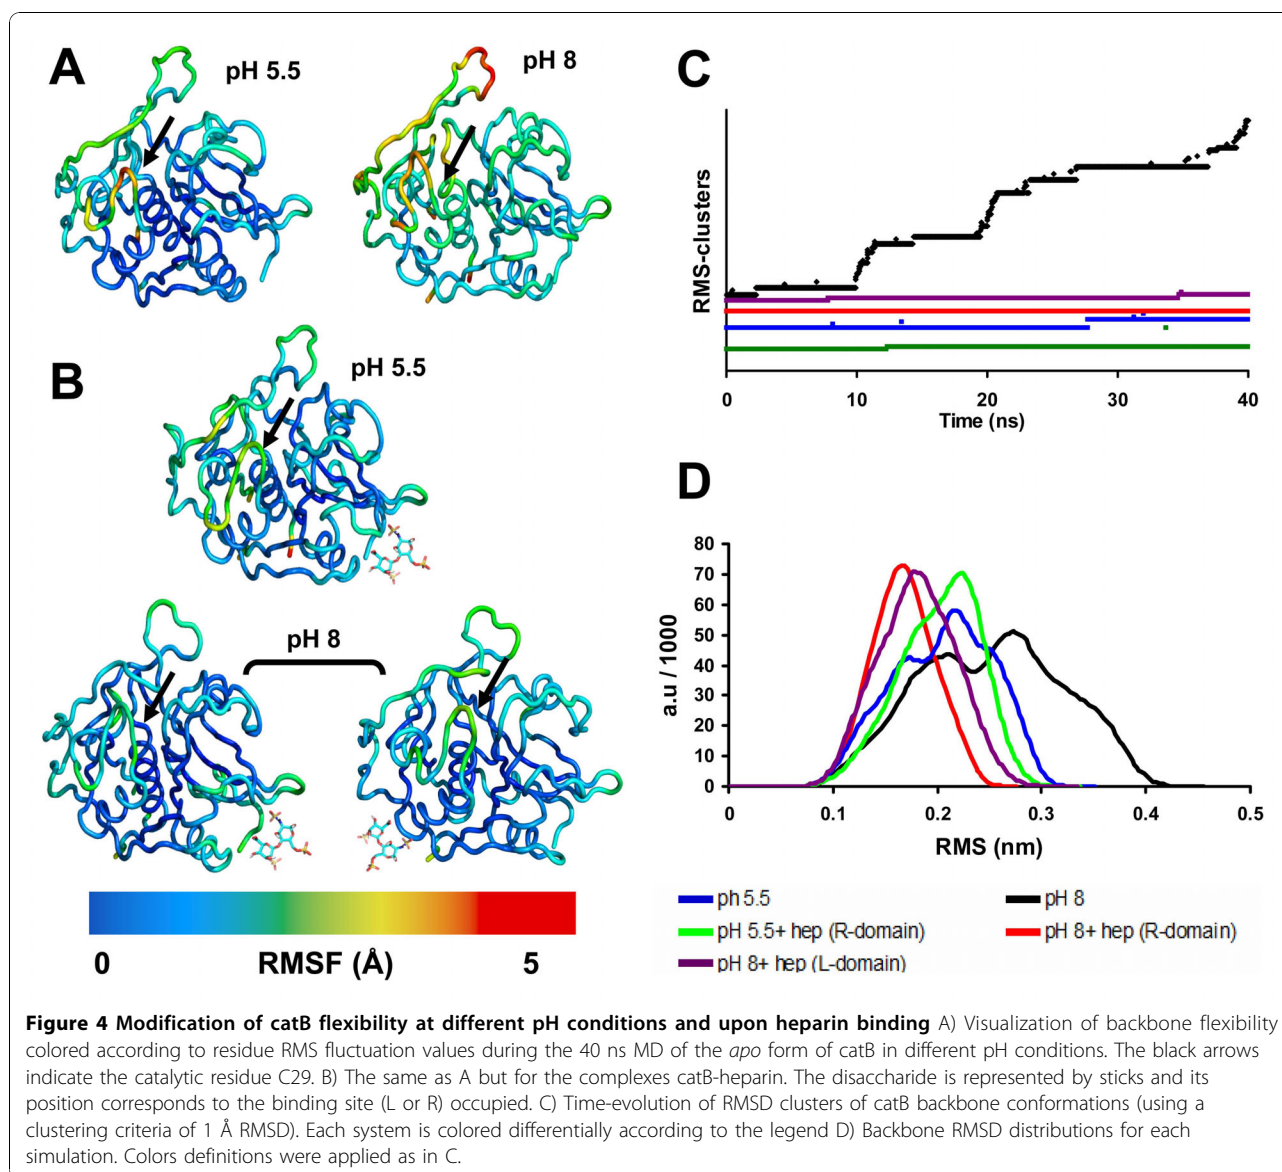 A
pH 5.5
pH 8
B
pH 5.5
pH 8
0 RMSF (Å) 5
C
RMS-clusters
0 10 20 30 40
Time (ns)
D
a.u / 1000
80
70
60
50
40
30
20
10
0
0 0.1 0.2 0.3 0.4 0.5
RMS (nm)
ph 5.5 pH 8
pH 5.5+ hep (R-domain) pH 8+ hep (R-domain)
pH 8+ hep (L-domain)
Figure 4 Modification of catB flexibility at different pH conditions and upon heparin binding A) Visualization of backbone flexibility
colored according to residue RMS fluctuation values during the 40 ns MD of the apo form of catB in different pH conditions. The black arrows
indicate the catalytic residue C29. B) The same as A but for the complexes catB-heparin. The disaccharide is represented by sticks and its
position corresponds to the binding site (L or R) occupied. C) Time-evolution of RMSD clusters of catB backbone conformations (using a
clustering criteria of 1 Å RMSD). Each system is colored differentially according to the legend D) Backbone RMSD distributions for each
simulation. Colors definitions were applied as in C.